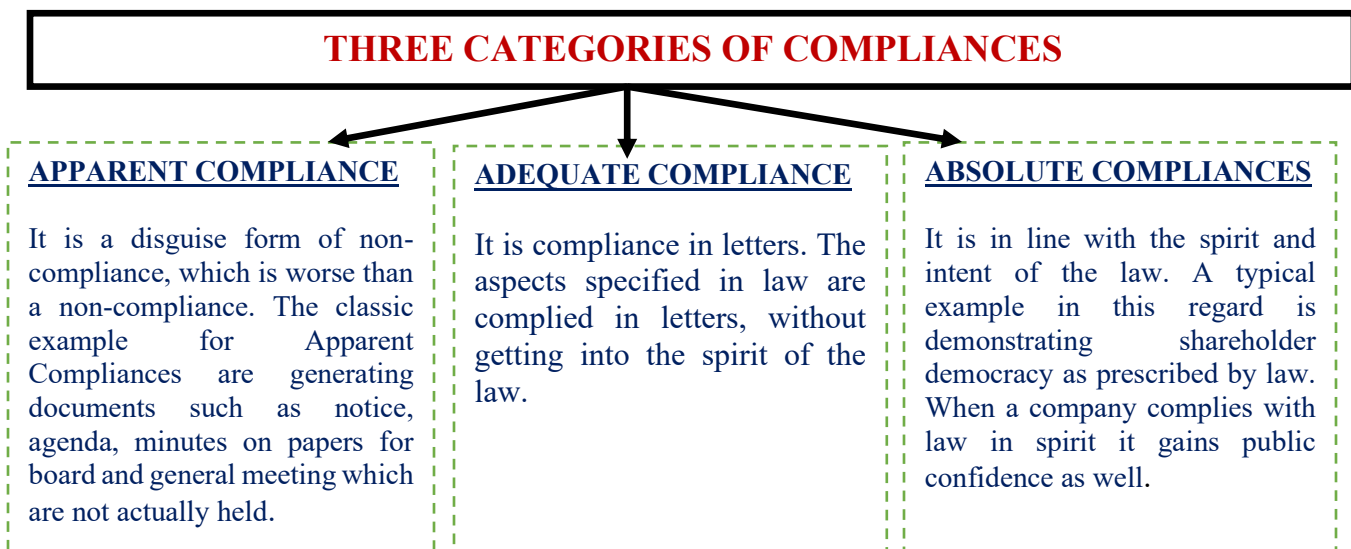 THREE CATEGORIES OF COMPLIANCES
APPARENT COMPLIANCE
It is a disguise form of non-
compliance, which is worse than
a non-compliance. The classic
example for Apparent
Compliances are generating
documents such as notice,
agenda, minutes on papers for
board and general meeting which
are not actually held.
ADEQUATE COMPLIANCE
It is compliance in letters. The
aspects specified in law are
complied in letters, without
getting into the spirit of the
law.
ABSOLUTE COMPLIANCES
It is in line with the spirit and
intent of the law. A typical
example in this regard is
demonstrating shareholder
democracy as prescribed by law.
When a company complies with
law in spirit it gains public
confidence as well.